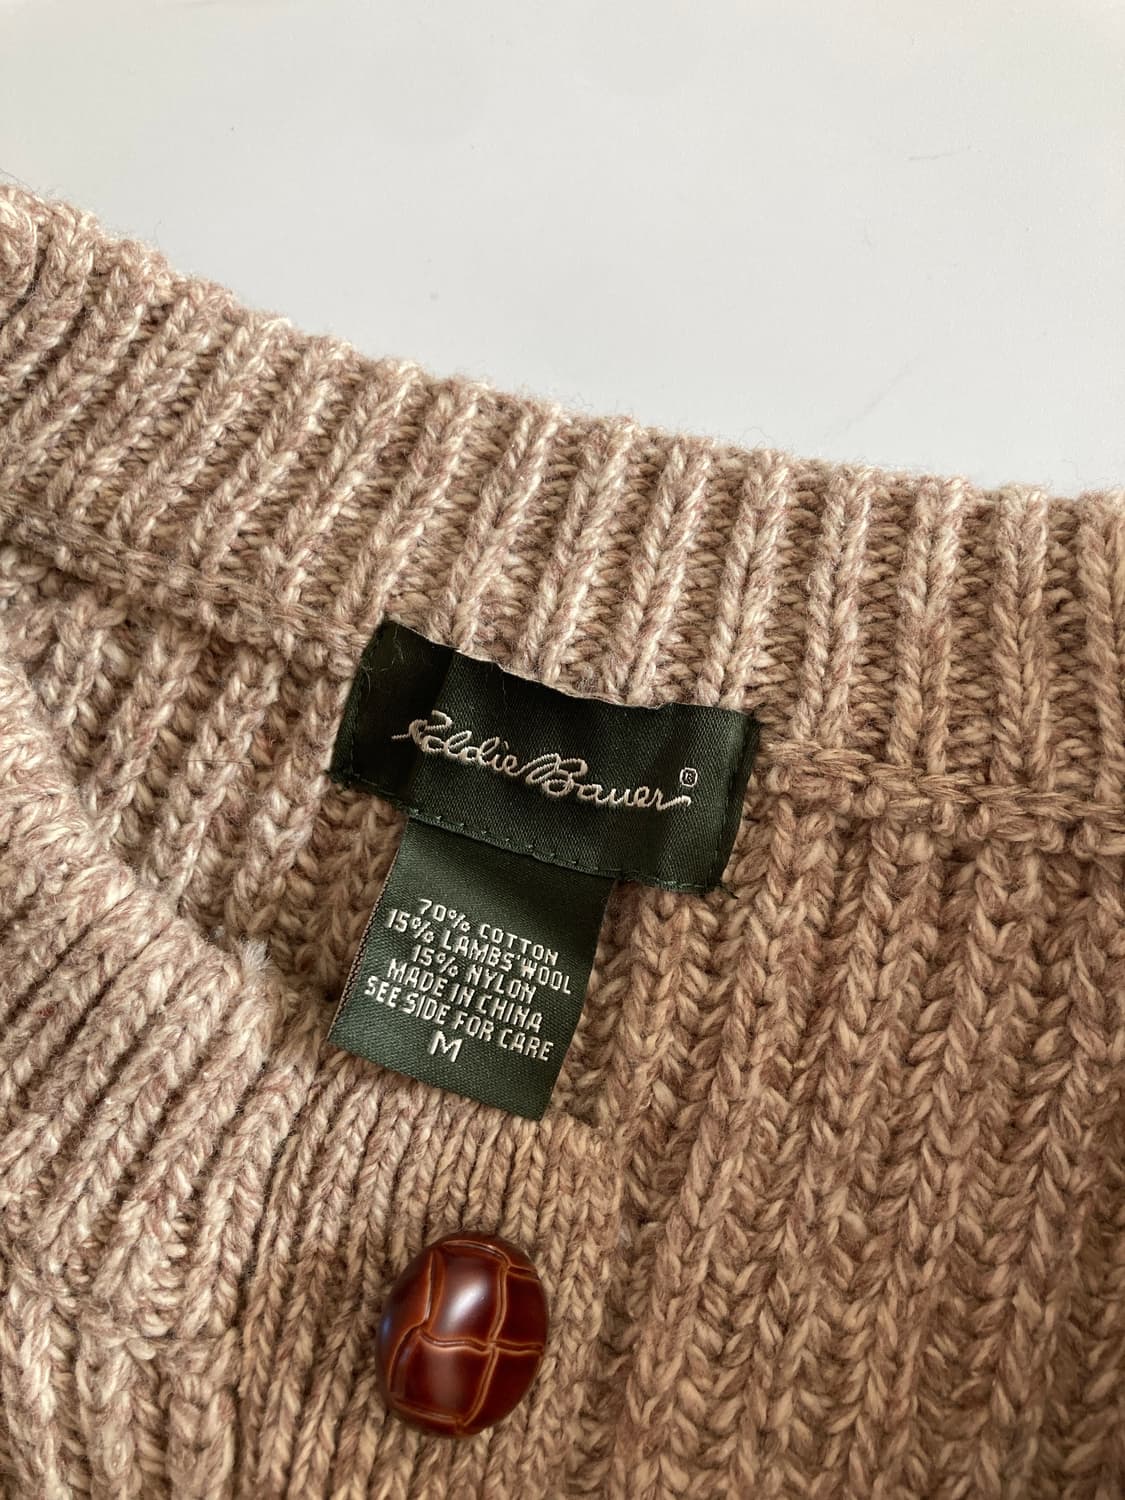 Eddie Bauer®
70% COTTON
15% LAMBS'WOOL
15% NYLON
MADE IN CHINA
SEE SIDE FOR CARE
M